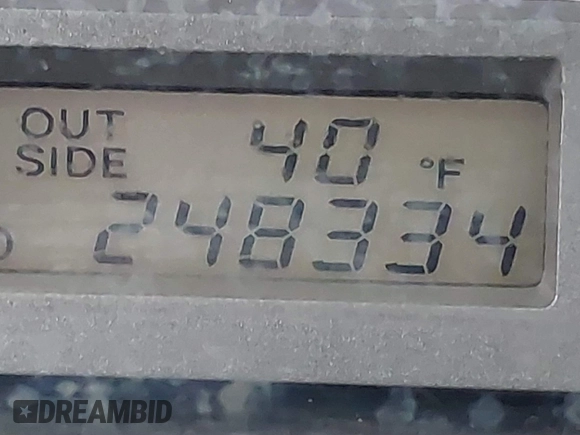 OUT
SIDE 40 °F
248334
DREAMBID